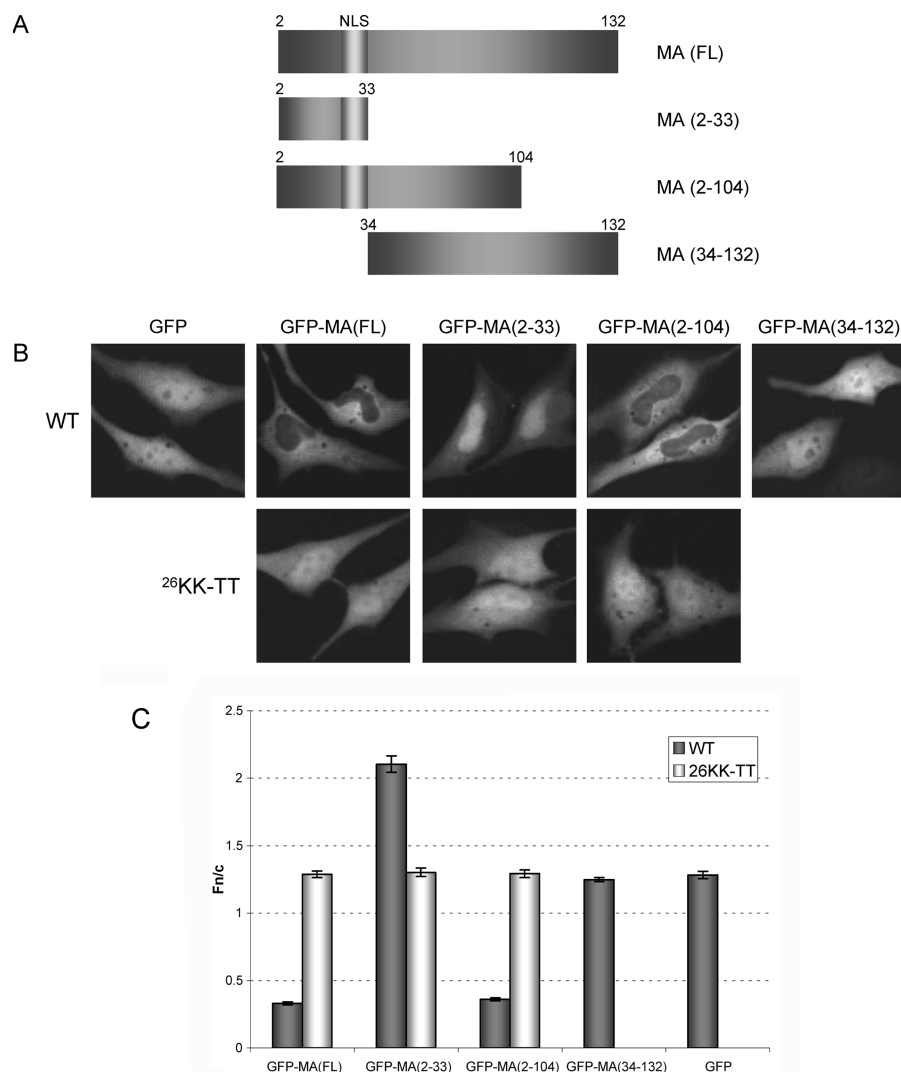 A
2 NLS 132
MA (FL)
2 33
MA (2-33)
2 104
MA (2-104)
34 132
MA (34-132)
B
GFP GFP-MA(FL) GFP-MA(2-33) GFP-MA(2-104) GFP-MA(34-132)
WT
26KK-TT
C
2.5
2
1.5
1
0.5
0
Fn/c
WT
26KK-TT
GFP-MA(FL) GFP-MA(2-33) GFP-MA(2-104) GFP-MA(34-132) GFP